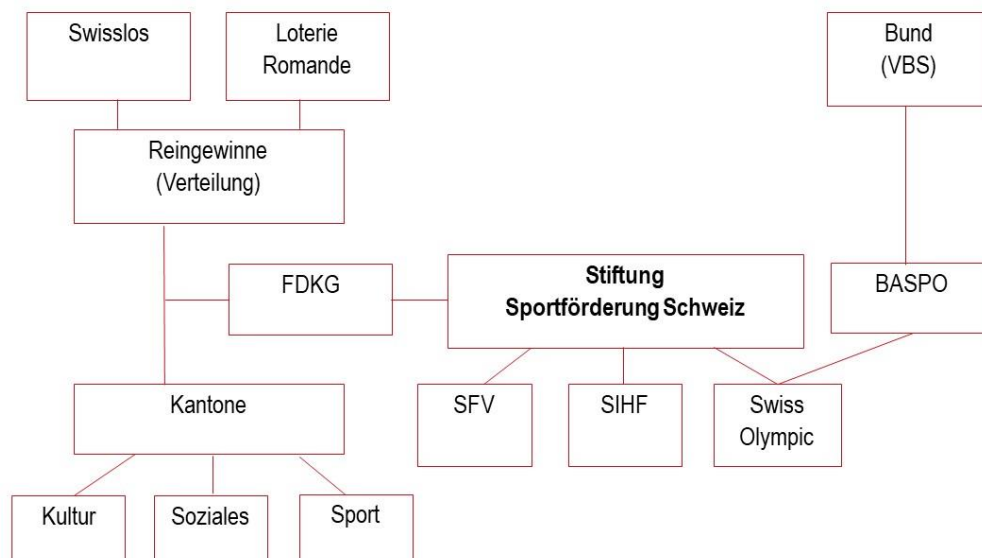 Swisslos
Loterie
Romande
Bund
(VBS)
Reingewinne
(Verteilung)
FDKG
Stiftung
Sportförderung Schweiz
BASPO
Kantone
SFV
SIHF
Swiss
Olympic
Kultur
Soziales
Sport